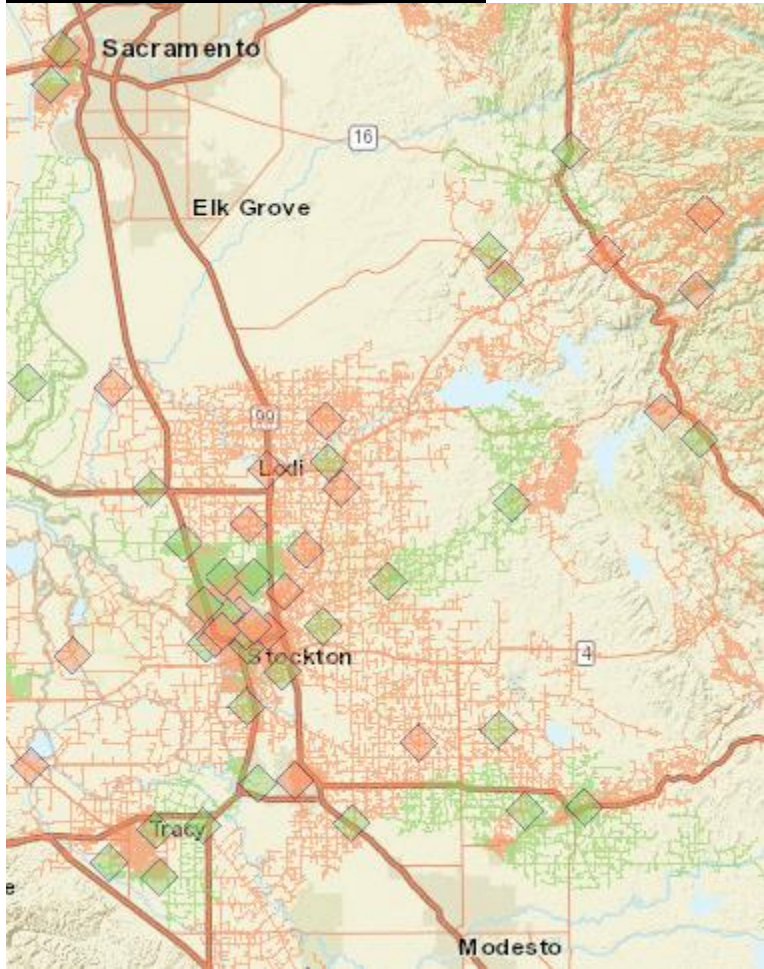 Sacramento
16
Elk Grove
99
Lodi
Stockton
4
Tracy
e
Modesto